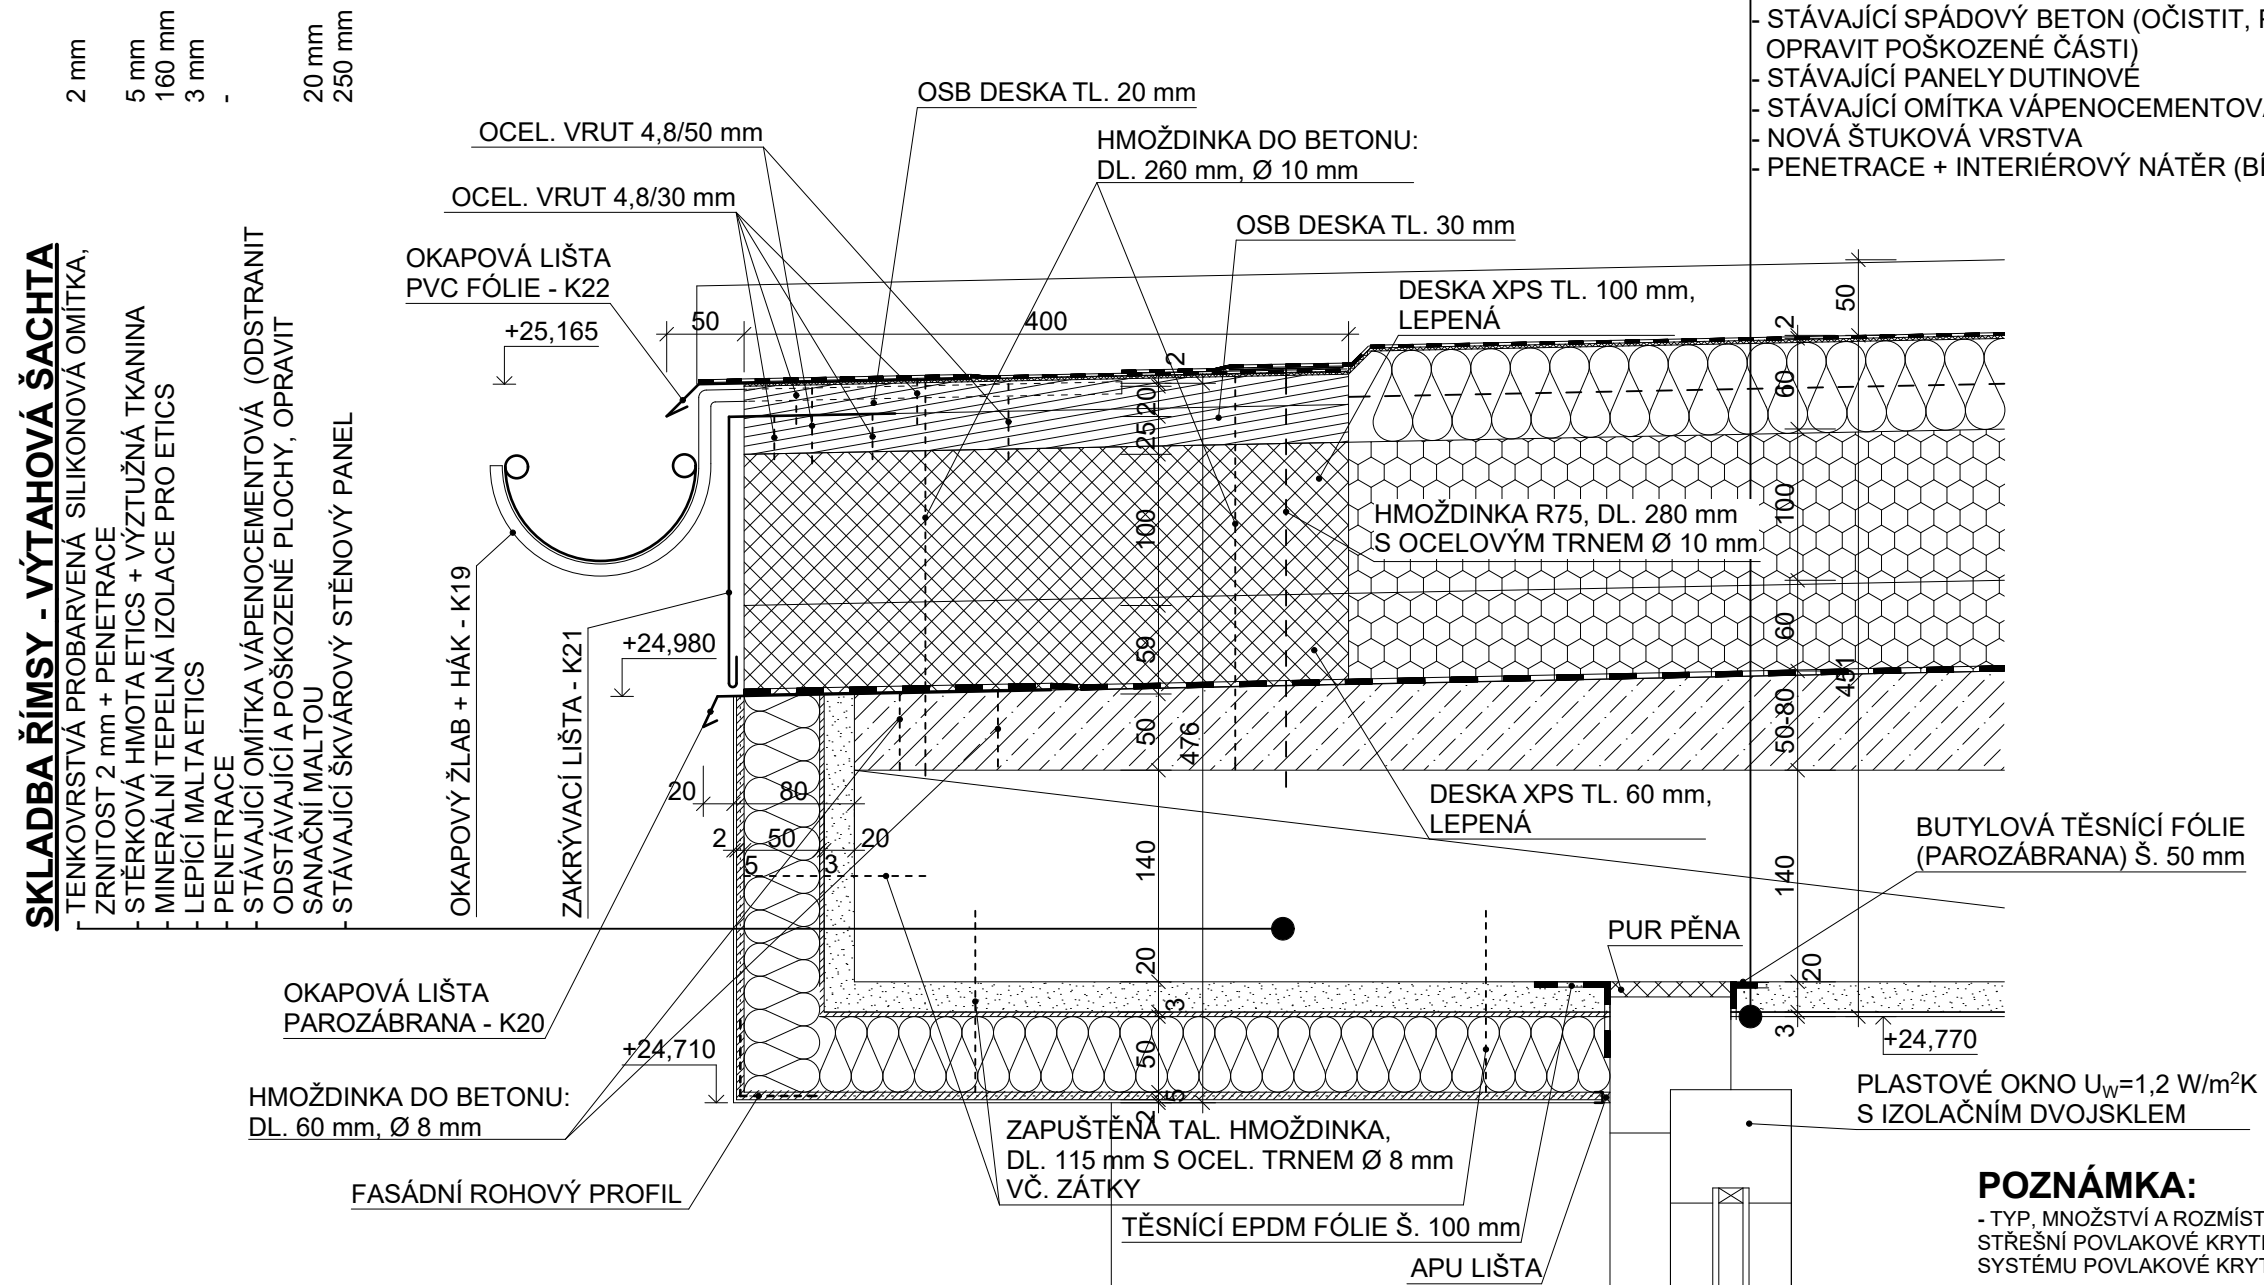 SKLADBA ŘÍMSY - VÝTAHOVÁ ŠACHTA
- TENKOVRSTVÁ PROBARVENÁ SILIKONOVÁ OMÍTKA, 2 mm
ZRNITOST 2 mm + PENETRACE
- STĚRKOVÁ HMOTA ETICS + VÝZTUŽNÁ TKANINA 5 mm
- MINERÁLNÍ TEPELNÁ IZOLACE PRO ETICS 160 mm
- LEPÍCÍ MALTA ETICS 3 mm
- PENETRACE -
- STÁVAJÍCÍ OMÍTKA VÁPENOCEMENTOVÁ (ODSTRANIT
ODSTÁVAJÍCÍ A POŠKOZENÉ PLOCHY, OPRAVIT
SANAČNÍ MALTOU 20 mm
- STÁVAJÍCÍ ŠKVÁROVÝ STĚNOVÝ PANEL 250 mm
- STÁVAJÍCÍ SPÁDOVÝ BETON (OČISTIT,
OPRAVIT POŠKOZENÉ ČÁSTI)
- STÁVAJÍCÍ PANELY DUTINOVÉ
- STÁVAJÍCÍ OMÍTKA
- NOVÁ ŠTUKOVÁ VRSTVA
- PENETRACE + INTERIÉROVÝ NÁTĚR
OSB DESKA TL. 20 mm
OCEL. VRUT 4,8/50 mm
HMOŽDINKA DO BETONU:
DL. 260 mm, Ø 10 mm
OCEL. VRUT 4,8/30 mm
OSB DESKA TL. 30 mm
OKAPOVÁ LIŠTA
PVC FÓLIE - K22
DESKA XPS TL. 100 mm,
LEPENÁ
+25,165
50
400
2
20
25
100
59
50
476
140
20
3
50
5
2
2
50
60
100
60
451
50-80
140
20
3
HMOŽDINKA R75, DL. 280 mm
S OCELOVÝM TRNEM Ø 10 mm
OKAPOVÝ ŽLAB + HÁK - K19
ZAKRÝVACÍ LIŠTA - K21
+24,980
20
80
2
50
20
5
3
DESKA XPS TL. 60 mm,
LEPENÁ
BUTYLOVÁ TĚSNÍCÍ FÓLIE
(PAROZÁBRANA) Š. 50 mm
PUR PĚNA
OKAPOVÁ LIŠTA
PAROZÁBRANA - K20
+24,710
+24,770
HMOŽDINKA DO BETONU:
DL. 60 mm, Ø 8 mm
PLASTOVÉ OKNO UW=1,2 W/m²K
S IZOLAČNÍM DVOJSKLEM
ZAPUŠTĚNÁ TAL. HMOŽDINKA,
DL. 115 mm S OCEL. TRNEM Ø 8 mm
VČ. ZÁTKY
FASÁDNÍ ROHOVÝ PROFIL
TĚSNÍCÍ EPDM FÓLIE Š. 100 mm
APU LIŠTA
POZNÁMKA:
- TYP, MNOŽSTVÍ A
STŘEŠNÍ POVLAKOVÉ
SYSTÉMU POVLAKOVÉ